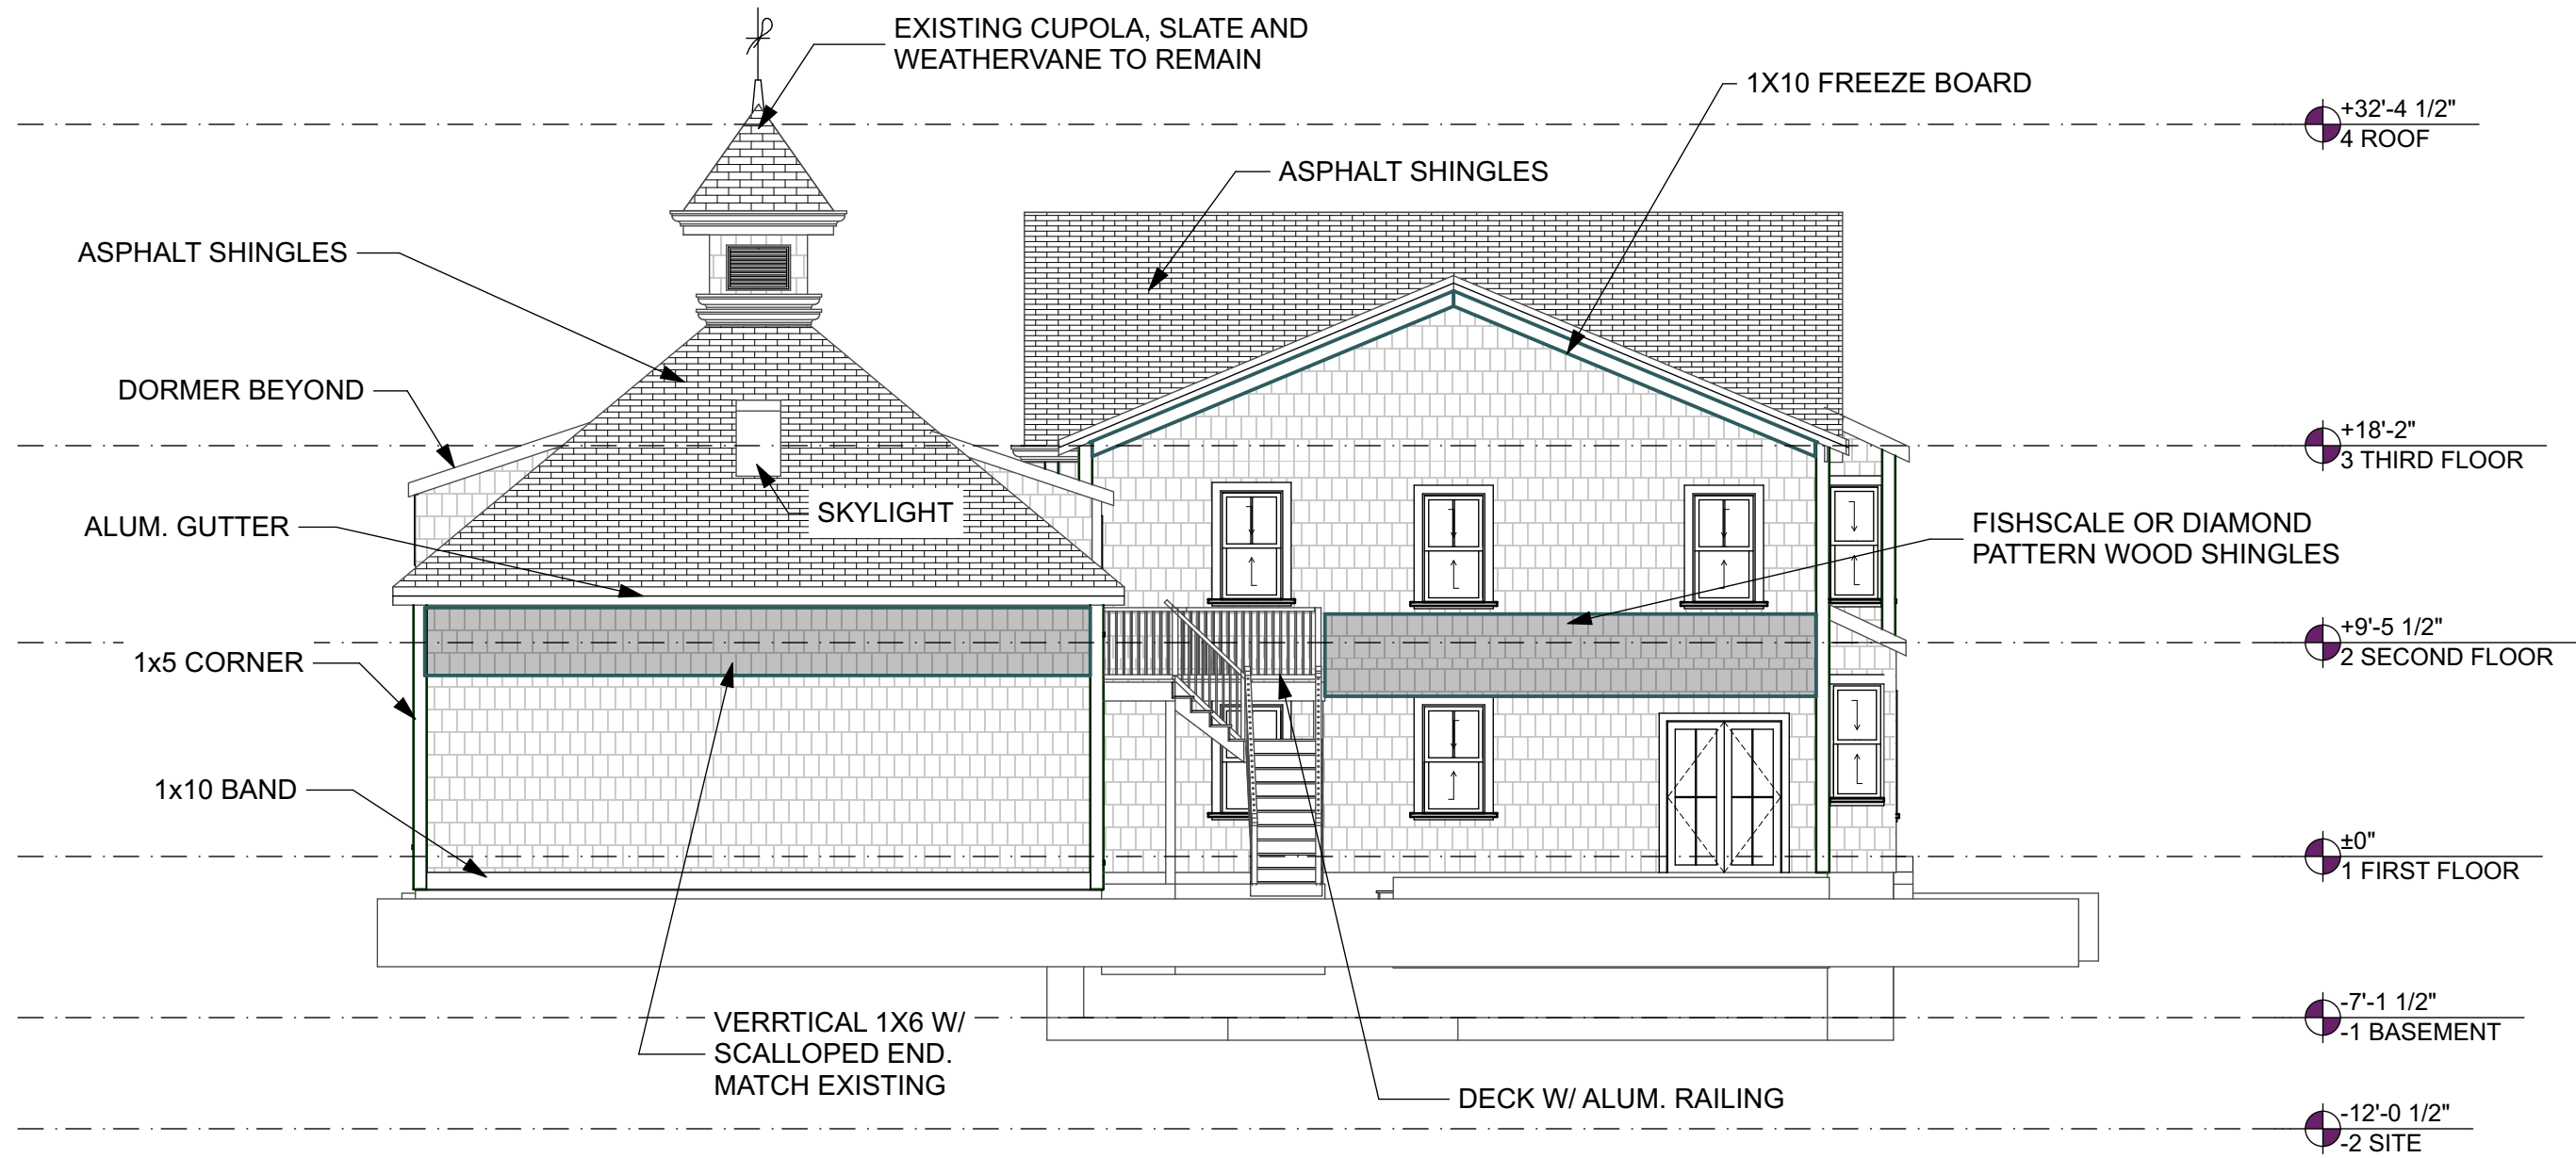 EXISTING CUPOLA, SLATE AND
WEATHERVANE TO REMAIN
1X10 FREEZE BOARD
+32'-4 1/2"
4 ROOF
ASPHALT SHINGLES
ASPHALT SHINGLES
DORMER BEYOND
+18'-2"
3 THIRD FLOOR
SKYLIGHT
ALUM. GUTTER
FISHSCALE OR DIAMOND
PATTERN WOOD SHINGLES
+9'-5 1/2"
2 SECOND FLOOR
1x5 CORNER
1x10 BAND
±0"
1 FIRST FLOOR
-7'-1 1/2"
-1 BASEMENT
VERRTICAL 1X6 W/
SCALLOPED END.
MATCH EXISTING
DECK W/ ALUM. RAILING
-12'-0 1/2"
-2 SITE